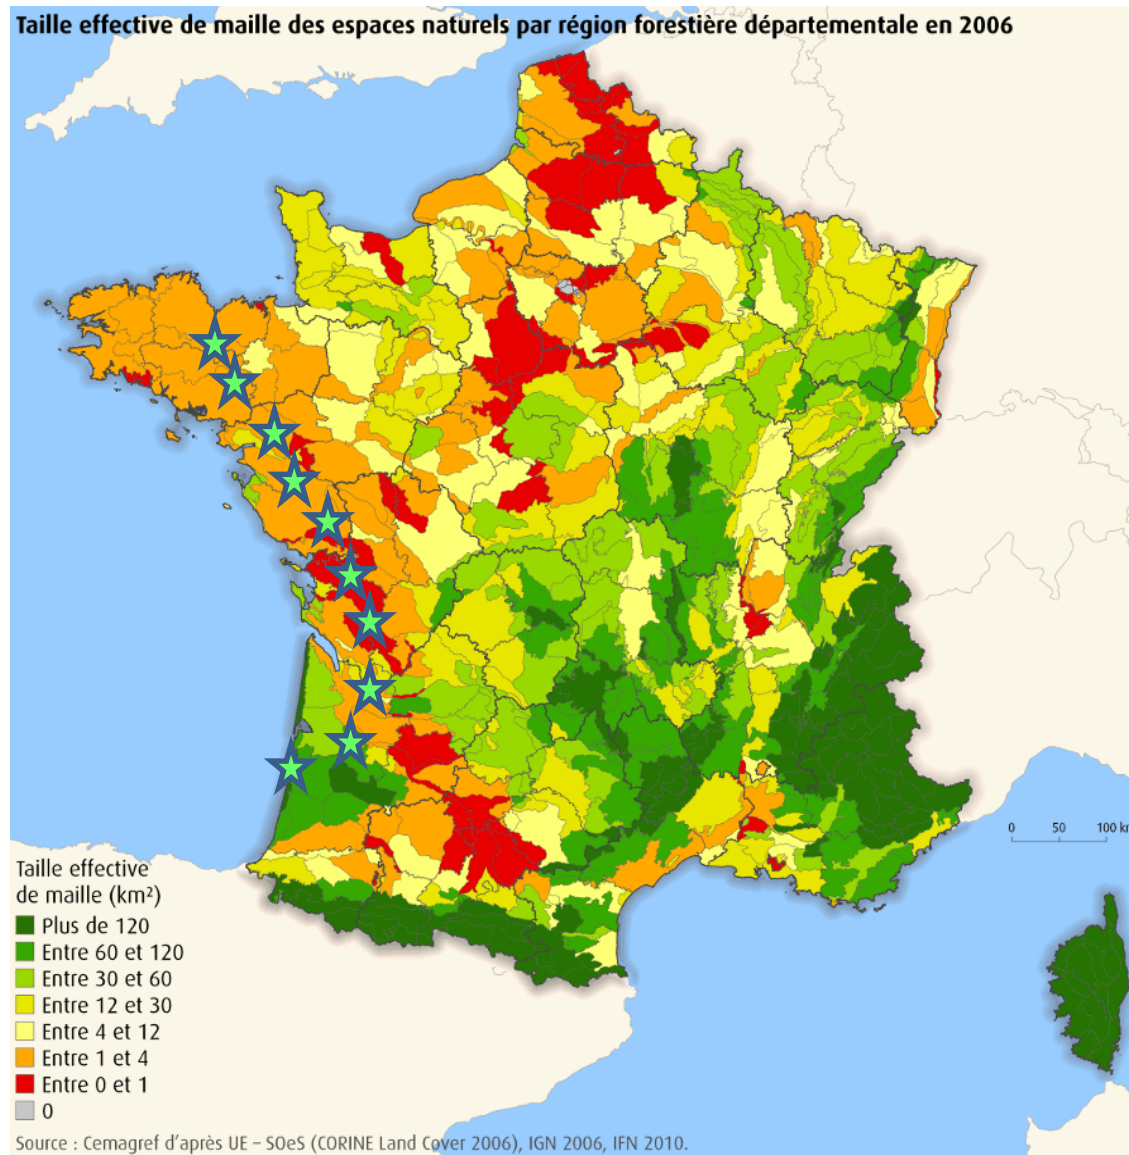 Taille effective de maille des espaces naturels par région forestière départementale en 2006
0 50 100 km
Taille effective
de maille (km²)
Plus de 120
Entre 60 et 120
Entre 30 et 60
Entre 12 et 30
Entre 4 et 12
Entre 1 et 4
Entre 0 et 1
0
Source : Cemagref d'après UE – SOeS (CORINE Land Cover 2006), IGN 2006, IFN 2010.